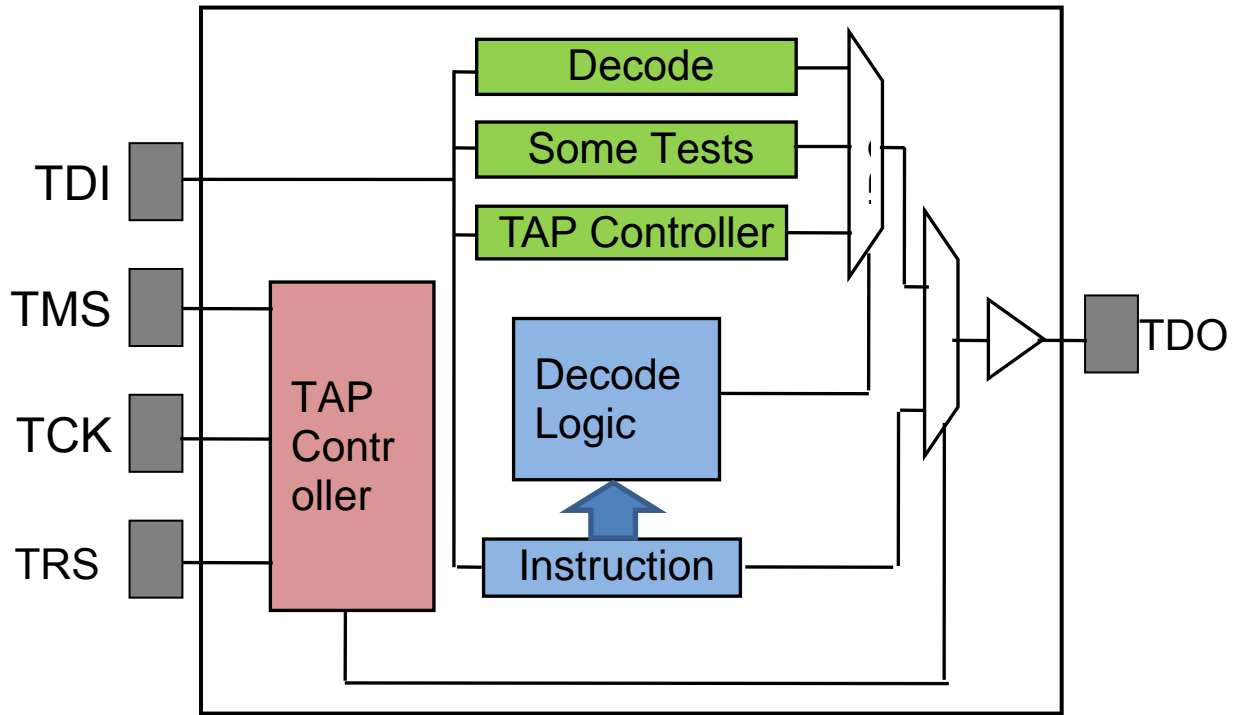 Decode
Some Tests
TAP Controller
TDI
TMS
TCK
TRS
TAP
Contr
oller
Decode
Logic
Instruction
TDO